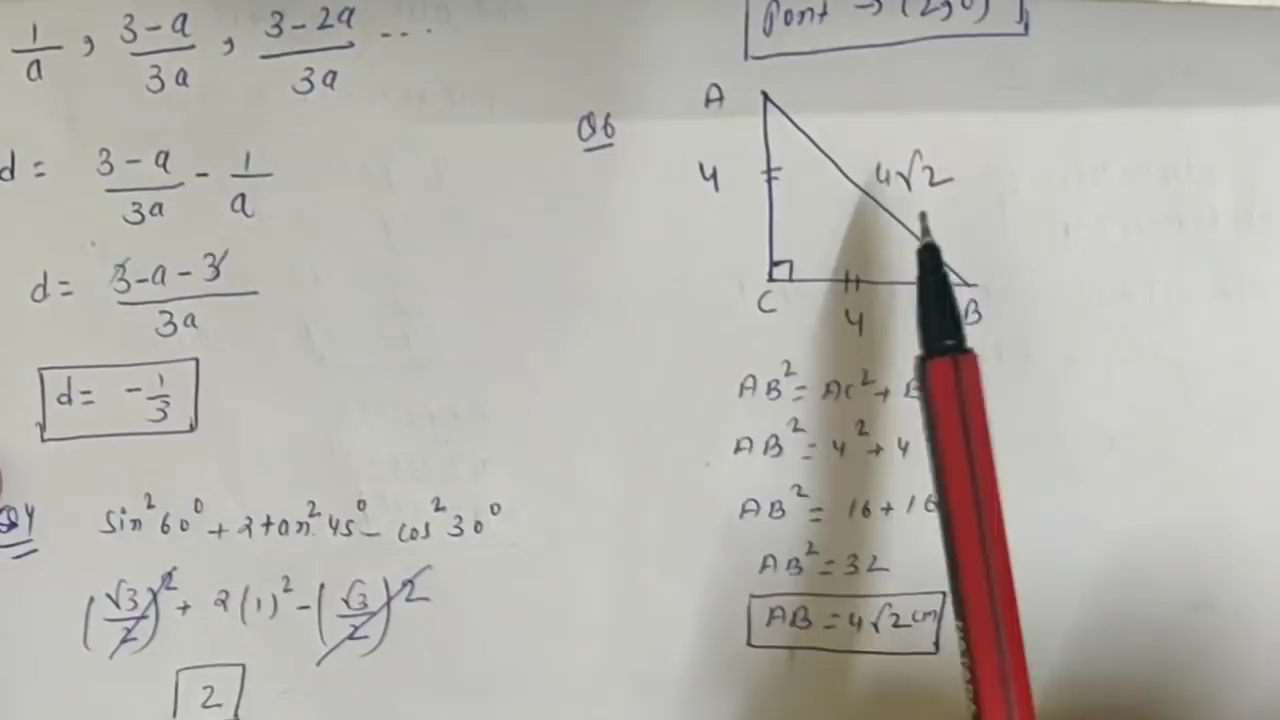 1/a , 3-a/3a , 3-2a/3a ...
d = 3-a/3a - 1/a
d = 3-a-3/3a
d = -1/3
Q4 sin²60° + 2tan²45° - cos²30°
(√3/2)² + 2(1)² - (√3/2)²
2
Point → (2,0)
Q6
A
4
4√2
C
4
B
AB² = AC² + B
AB² = 4² + 4
AB² = 16 + 16
AB² = 32
AB = 4√2 cm